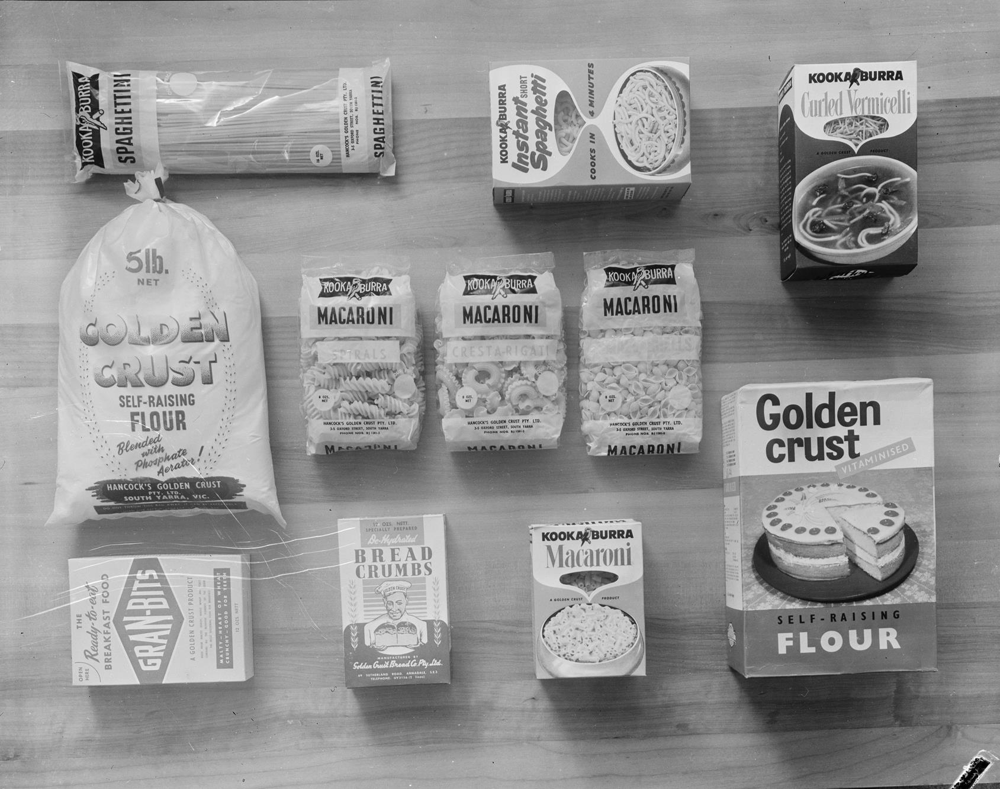 KOOKABURRA
SPAGHETTINI
16 OZS.
NET
HANCOCK'S GOLDEN CRUST PTY. LTD.
3-5 OXFORD STREET, SOUTH YARRA
PHONE NOS. BJ 1281-2
SPAGHETTINI
KOOKABURRA
Instant SHORT
Spaghetti
COOKS IN 4 MINUTES
KOOKABURRA
Curled Vermicelli
A GOLDEN CRUST PRODUCT
5lb.
NET
GOLDEN
CRUST
SELF-RAISING
FLOUR
Blended
with
Phosphate
Aerator!
HANCOCK'S GOLDEN CRUST
PTY. LTD.
SOUTH YARRA, VIC.
DO NOT THROW THIS BAG AWAY
KOOKABURRA
MACARONI
SPIRALS
8 OZS.
NET
HANCOCK'S GOLDEN CRUST PTY. LTD.
3-5 OXFORD STREET, SOUTH YARRA
PHONE NOS. BJ 1281-2
MACARONI
KOOKABURRA
MACARONI
CRESTA-RIGATI
8 OZS.
NET
HANCOCK'S GOLDEN CRUST PTY. LTD.
3-5 OXFORD STREET, SOUTH YARRA
PHONE NOS. BJ 1281-2
MACARONI
KOOKABURRA
MACARONI
SHELLS
8 OZS.
NET
HANCOCK'S GOLDEN CRUST PTY. LTD.
3-5 OXFORD STREET, SOUTH YARRA
PHONE NOS. BJ 1281-2
MACARONI
Golden
crust
VITAMINISED
SELF-RAISING
FLOUR
OPEN
HERE
THE
Ready-to-eat
BREAKFAST FOOD
GRAN-BITS
A GOLDEN CRUST PRODUCT
MALTY-HEART OF WHEAT
CRUNCHY-GOOD FOR TEETH
12 OZS. NETT
12 OZS. NETT.
SPECIALLY PREPARED
De-Hydrated
BREAD
CRUMBS
GOLDEN CRUST
MANUFACTURED BY
Golden Crust Bread Co. Pty. Ltd.
69 SUTHERLAND ROAD, ARMADALE, S.E.3
TELEPHONE: UY3156 (2 lines)
KOOKABURRA
Macaroni
A GOLDEN CRUST PRODUCT